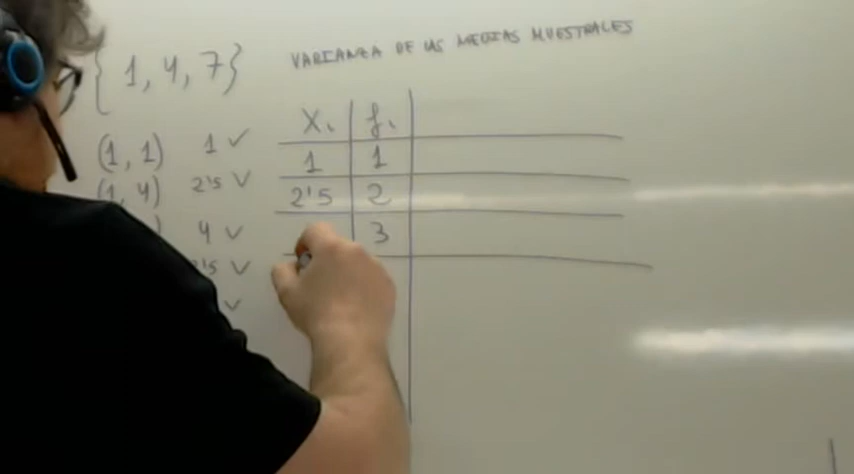 VARIANZA DE LAS MEDIAS MUESTRALES
{1, 4, 7}
(1, 1) 1 ✓
(1, 4) 2'5 ✓
) 4 ✓
2'5 ✓
✓
Xi fi
1 1
2'5 2
3